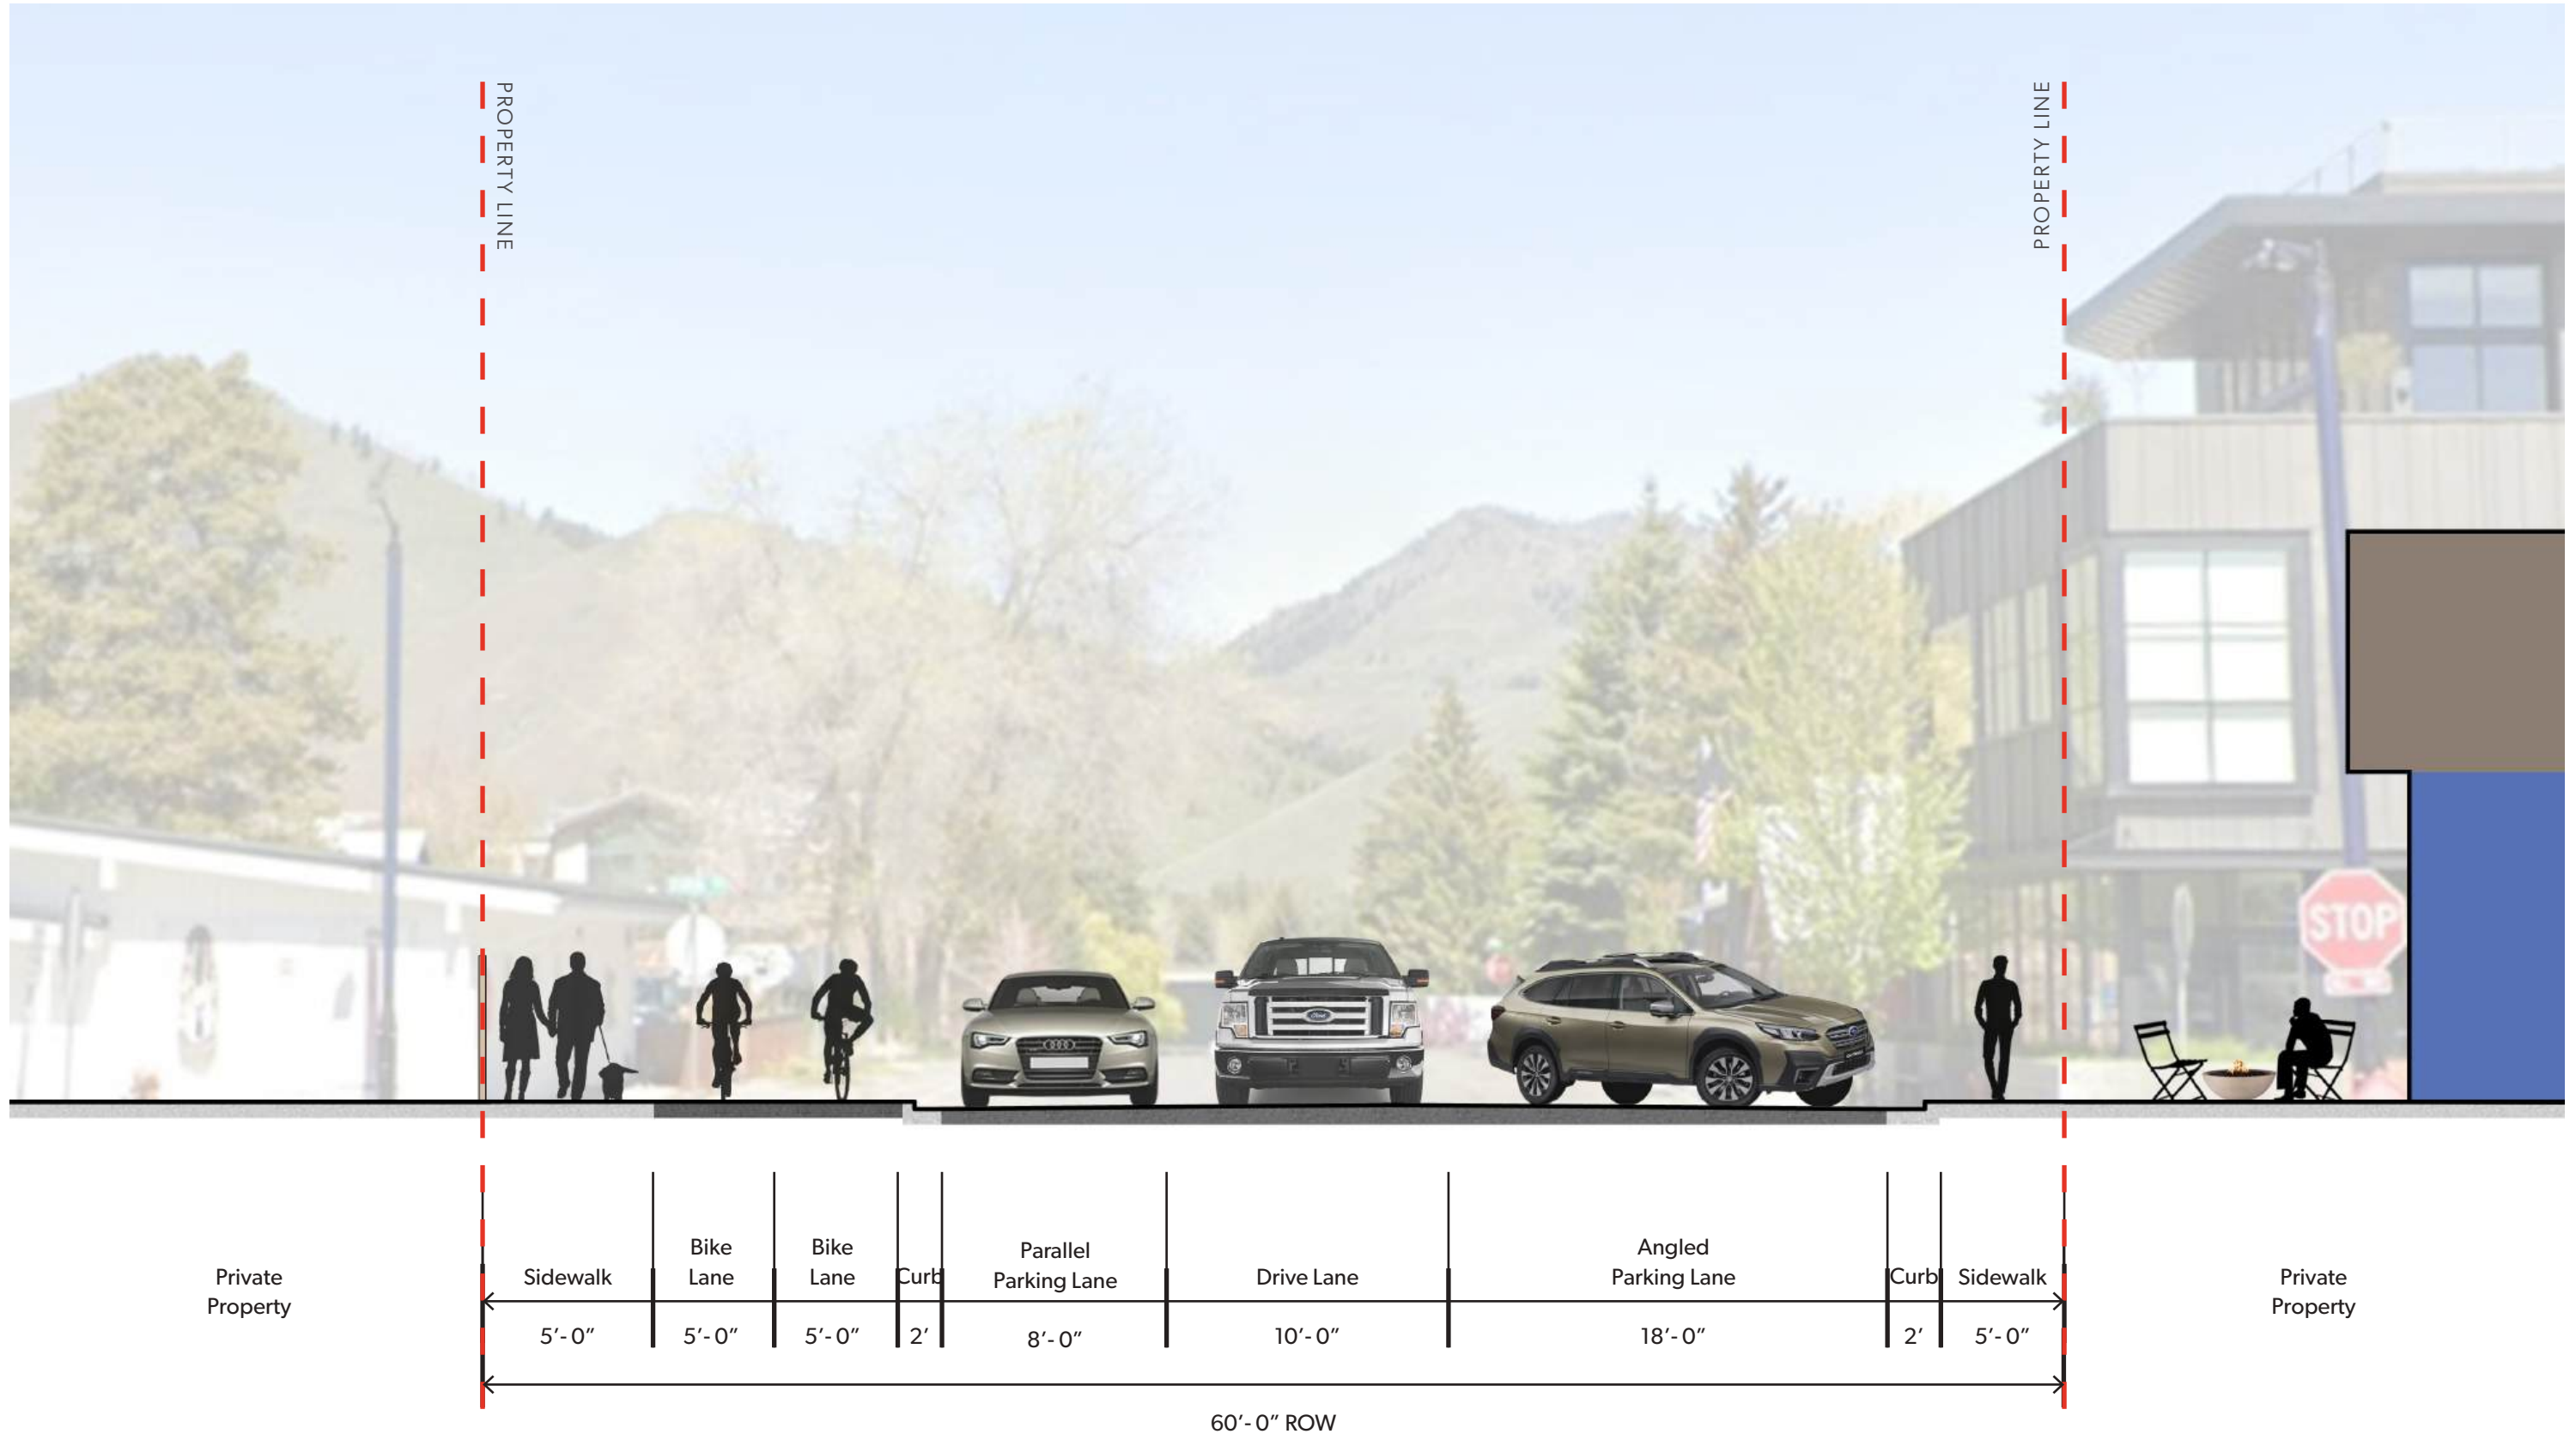 PROPERTY LINE
PROPERTY LINE
STOP
Ford
Private
Property
Sidewalk
Bike
Lane
Bike
Lane
Curb
Parallel
Parking Lane
Drive Lane
Angled
Parking Lane
Curb
Sidewalk
Private
Property
5’- 0”
5’- 0”
5’- 0”
2’
8’- 0”
10’- 0”
18’- 0”
2’
5’- 0”
60’- 0” ROW